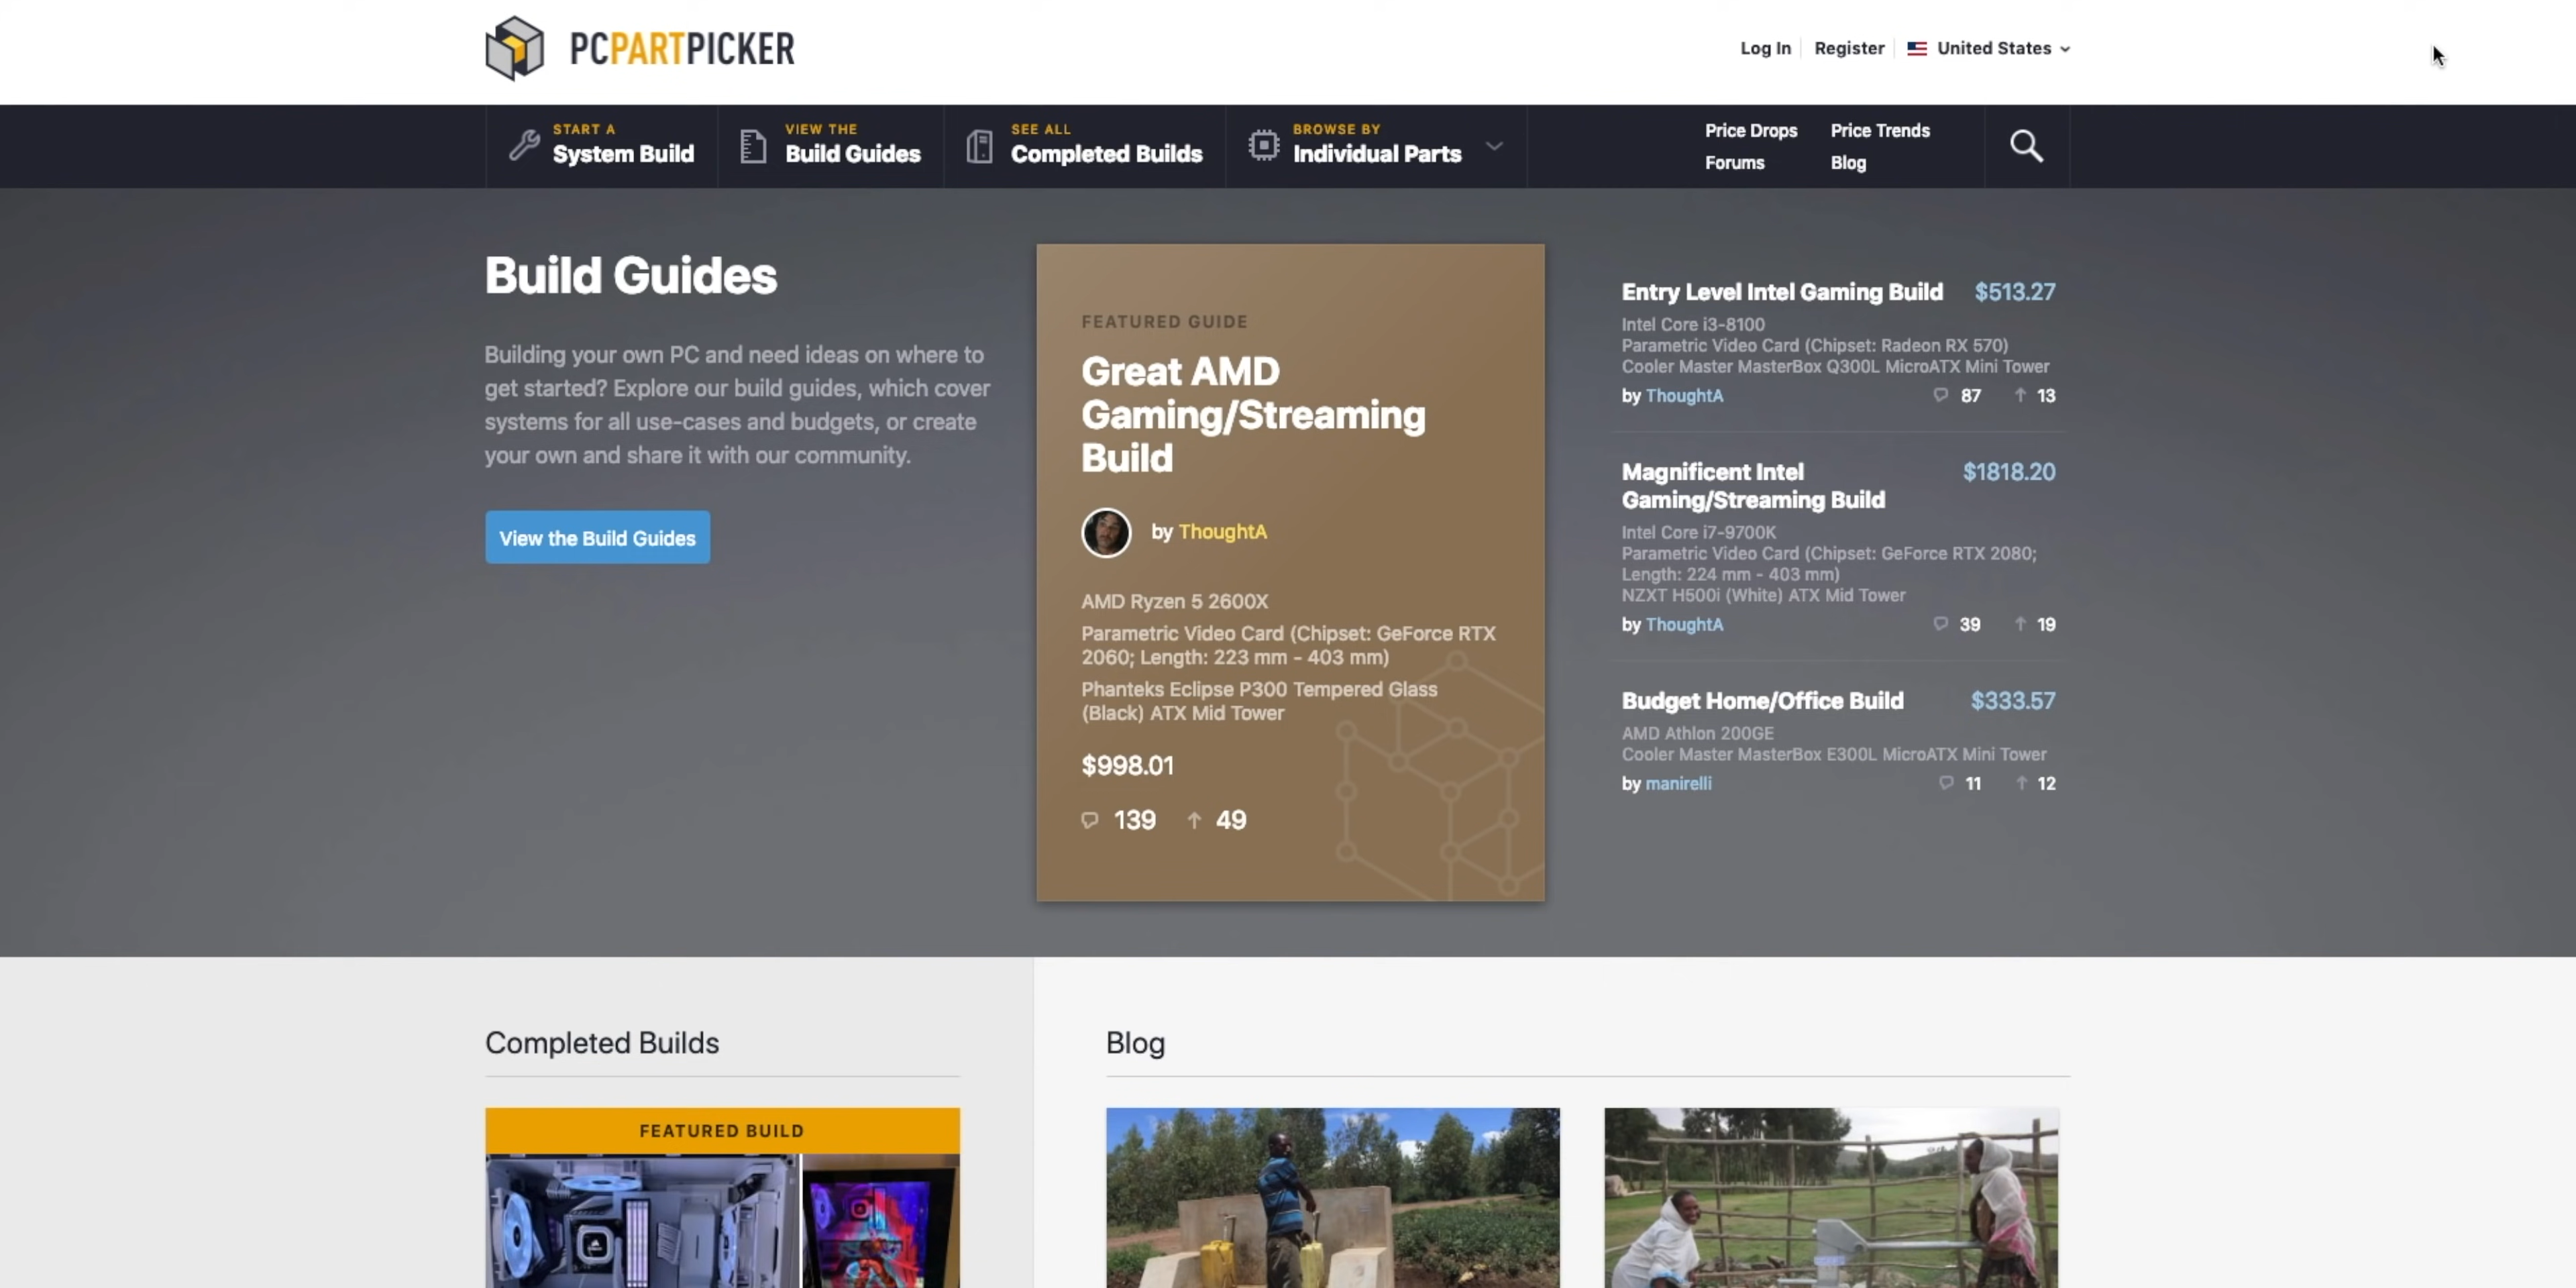 PCPARTPICKER
Log In
Register
United States
START A
System Build
VIEW THE
Build Guides
SEE ALL
Completed Builds
BROWSE BY
Individual Parts
Price Drops
Price Trends
Forums
Blog
Build Guides
Building your own PC and need ideas on where to
get started? Explore our build guides, which cover
systems for all use-cases and budgets, or create
your own and share it with our community.
View the Build Guides
FEATURED GUIDE
Great AMD
Gaming/Streaming
Build
by ThoughtA
AMD Ryzen 5 2600X
Parametric Video Card (Chipset: GeForce RTX
2060; Length: 223 mm - 403 mm)
Phanteks Eclipse P300 Tempered Glass
(Black) ATX Mid Tower
$998.01
139 49
Entry Level Intel Gaming Build $513.27
Intel Core i3-8100
Parametric Video Card (Chipset: Radeon RX 570)
Cooler Master MasterBox Q300L MicroATX Mini Tower
by ThoughtA 87 13
Magnificent Intel $1818.20
Gaming/Streaming Build
Intel Core i7-9700K
Parametric Video Card (Chipset: GeForce RTX 2080;
Length: 224 mm - 403 mm)
NZXT H500i (White) ATX Mid Tower
by ThoughtA 39 19
Budget Home/Office Build $333.57
AMD Athlon 200GE
Cooler Master MasterBox E300L MicroATX Mini Tower
by manirelli 11 12
Completed Builds
FEATURED BUILD
Blog